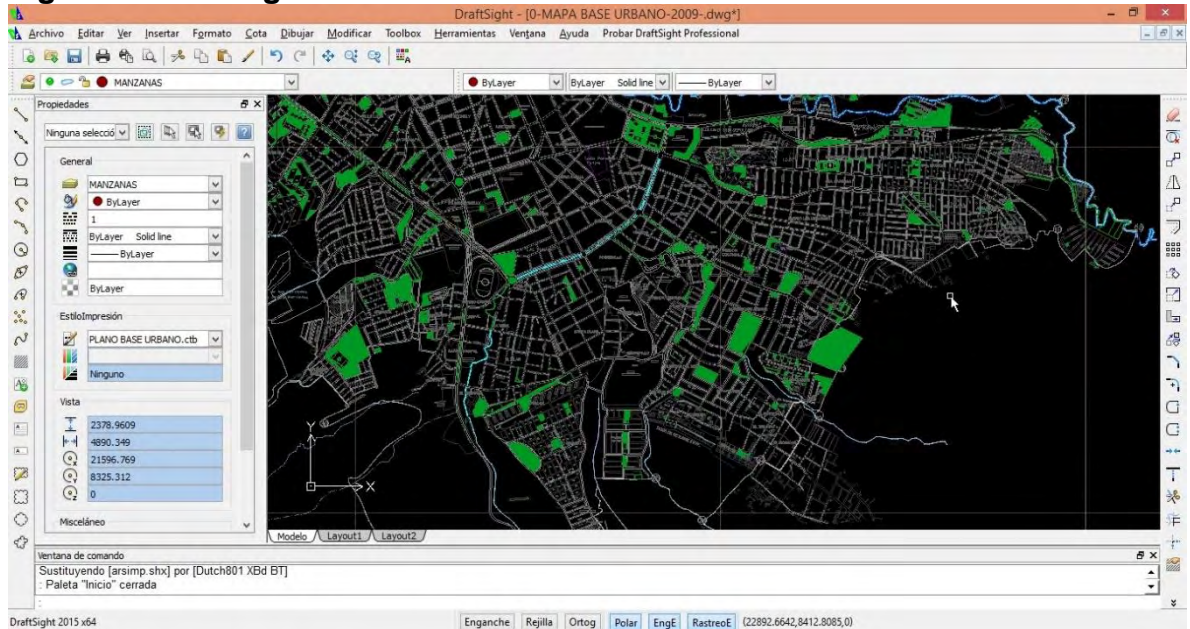 DraftSight - [0-MAPA BASE URBANO-2009-.dwg*]
Archivo Editar Ver Insertar Formato Cota Dibujar Modificar Toolbox Herramientas Ventana Ayuda Probar DraftSight Professional
MANZANAS
ByLayer
ByLayer Solid line
ByLayer
Propiedades
Ninguna selecció
General
MANZANAS
ByLayer
1
ByLayer Solid line
ByLayer
ByLayer
EstiloImpresión
PLANO BASE URBANO.ctb
Ninguno
Vista
2378.9609
4890.349
21596.769
8325.312
0
Misceláneo
Y
X
Modelo Layout1 Layout2
Ventana de comando
Sustituyendo [arsimp.shx] por [Dutch801 XBd BT]
: Paleta "Inicio" cerrada
:
DraftSight 2015 x64
Enganche Rejilla Ortog Polar EngE RastreoE (22892.6642,8412.8085,0)